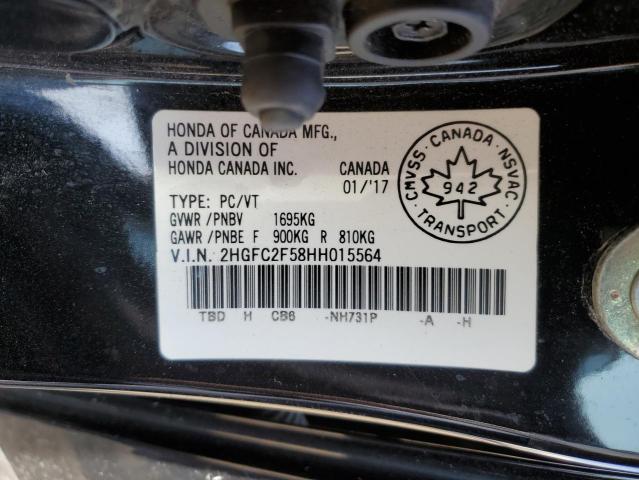 HONDA OF CANADA MFG.,
A DIVISION OF
HONDA CANADA INC. CANADA
01/'17
TYPE: PC/VT
GVWR /PNBV 1695KG
GAWR /PNBE F 900KG R 810KG
V.I.N. 2HGFC2F58HH015564
TBD H CB6 -NH731P -A -H
CMVSS · CANADA · NSVAC
942
TRANSPORT